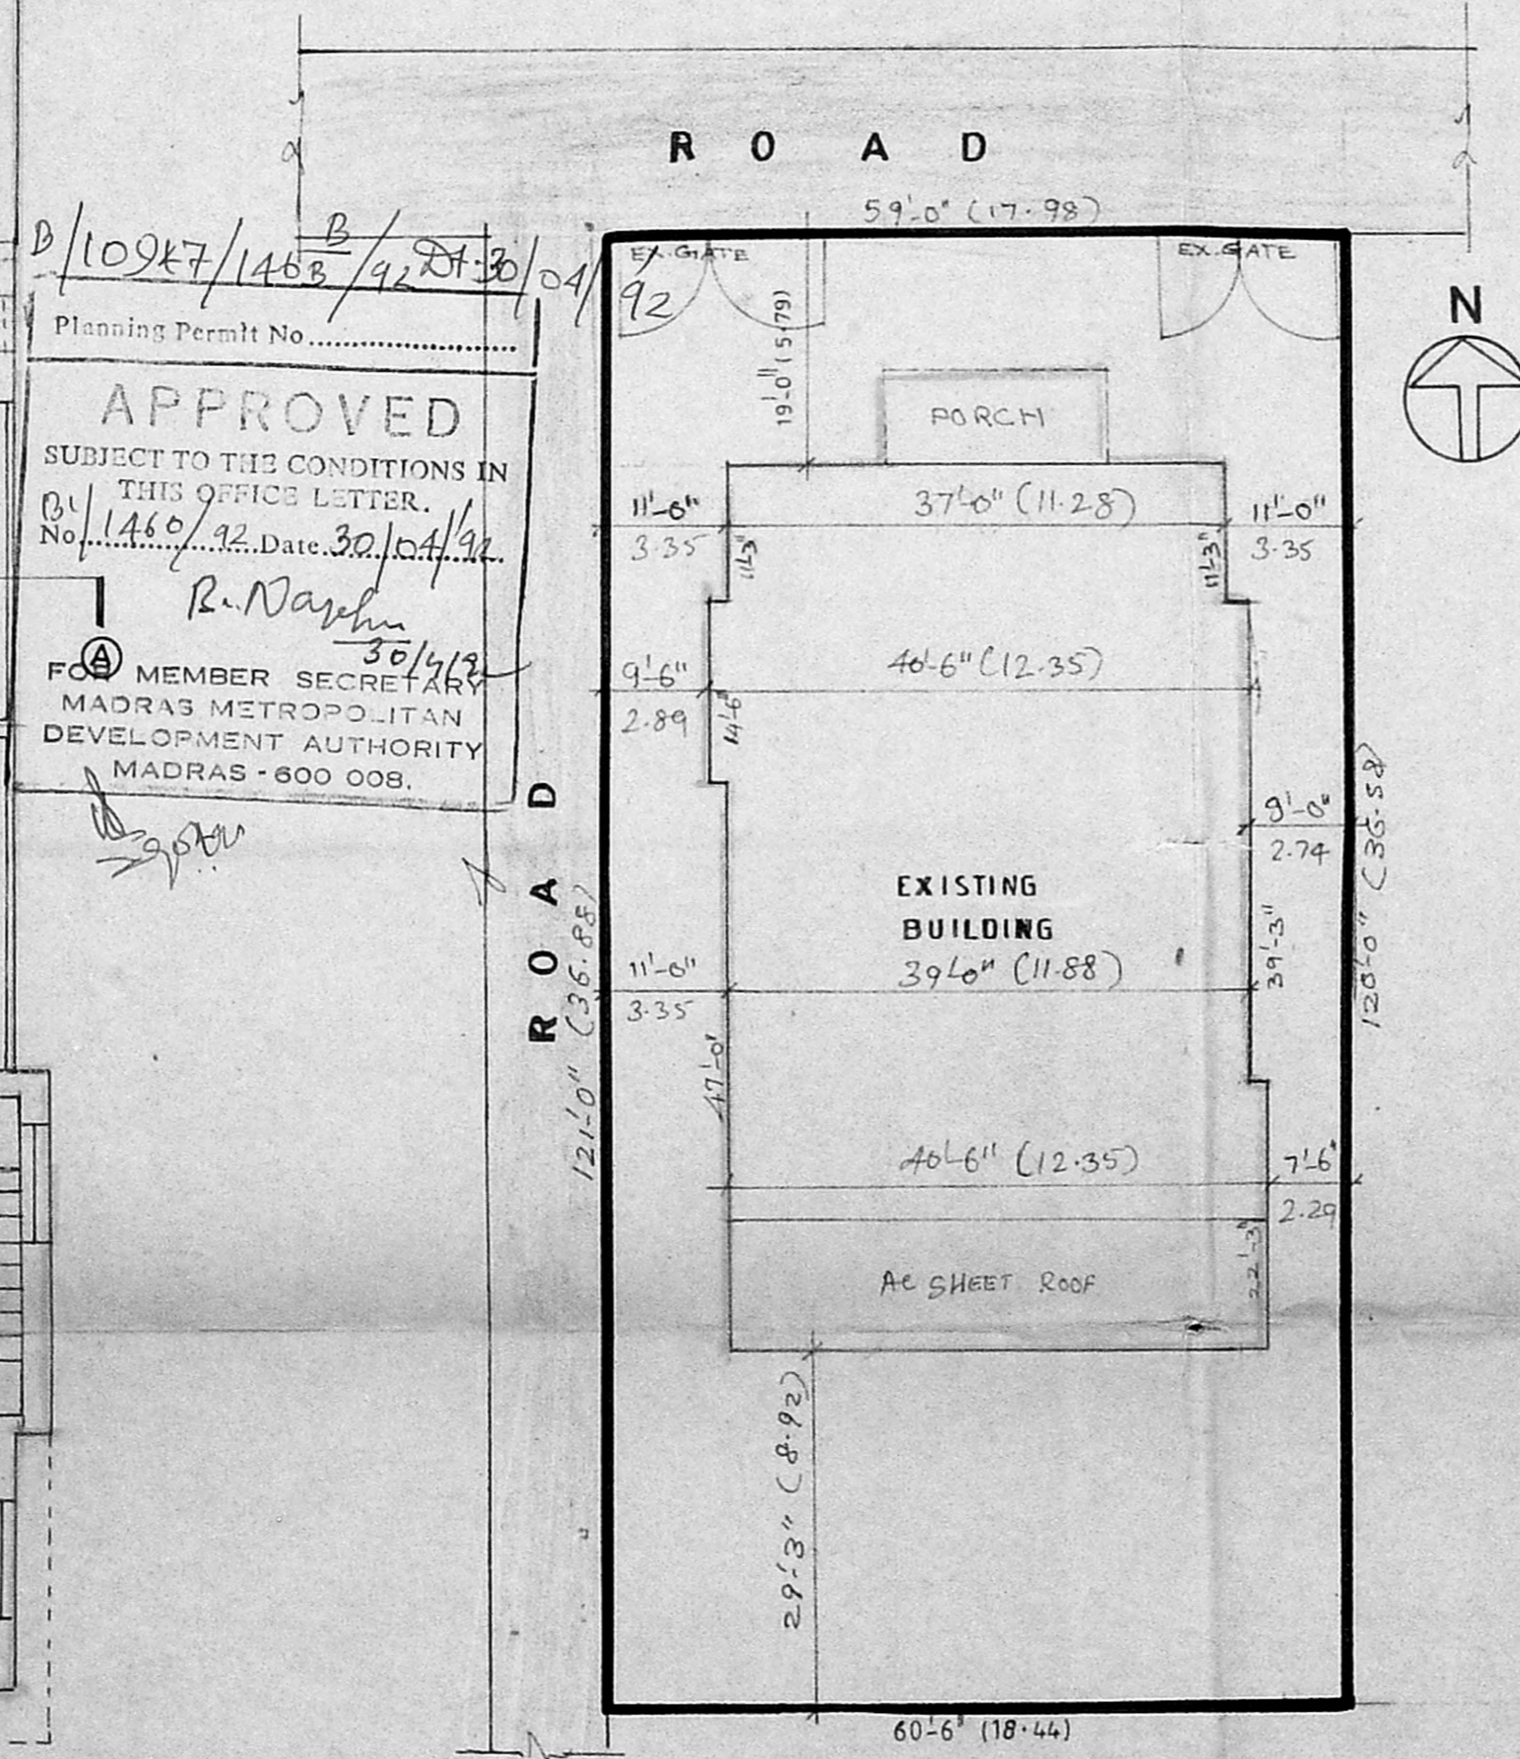 R O A D
59'-0" (17.98)
EX. GATE
EX. GATE
B/10947/146 B/B/92 Dt. 30/04/92
Planning Permit No....................
APPROVED
SUBJECT TO THE CONDITIONS IN
THIS OFFICE LETTER.
B1/
No. 1460/92 Date 30/04/92
30/4/92
A
FOR MEMBER SECRETARY
MADRAS METROPOLITAN
DEVELOPMENT AUTHORITY
MADRAS - 600 008.
N
19'-0" (5.79)
PORCH
11'-0"
3.35
37'-0" (11.28)
11'-0"
3.35
11'-3"
11'-3"
9'-6"
2.89
40'-6" (12.35)
14'-6"
9'-0"
2.74
120'-0" (36.58)
R O A D
121'-0" (36.88)
EXISTING
BUILDING
39'-0" (11.88)
11'-0"
3.35
39'-3"
47'-0"
40'-6" (12.35)
7'-6"
2.29
22'-3"
AC SHEET ROOF
29'-3" (8.92)
60'-6" (18.44)